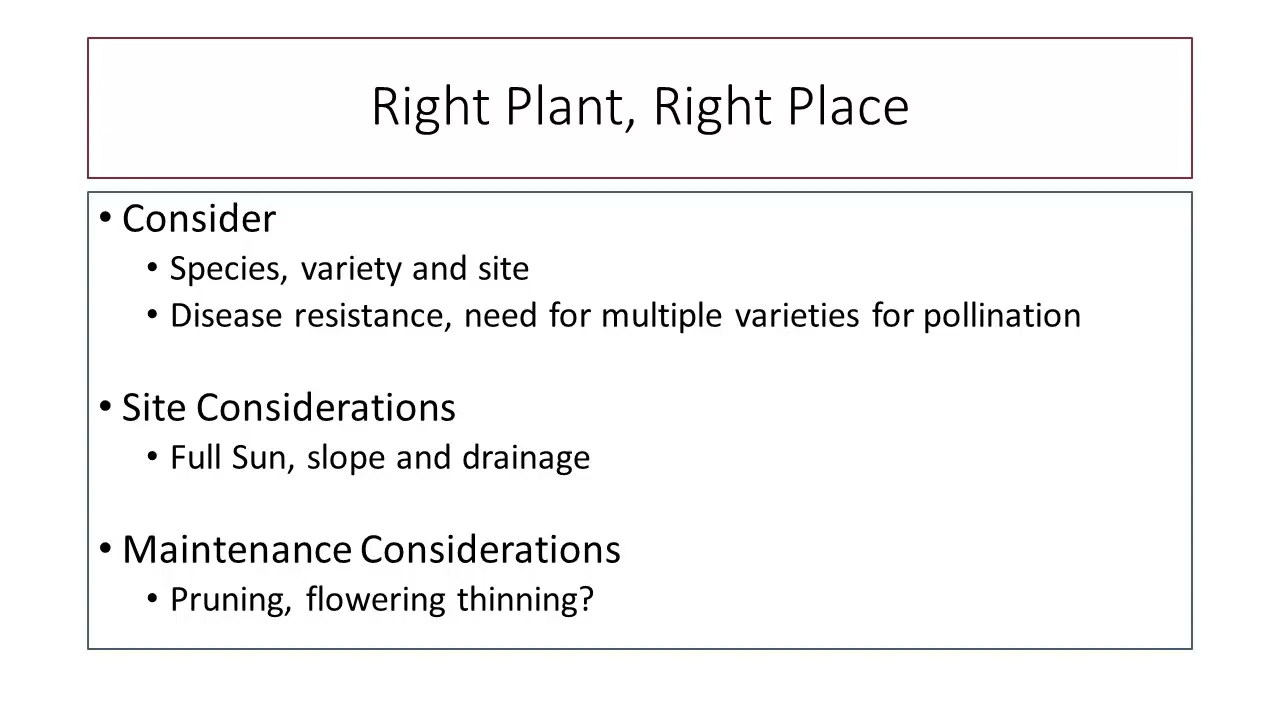 Right Plant, Right Place
• Consider
• Species, variety and site
• Disease resistance, need for multiple varieties for pollination
• Site Considerations
• Full Sun, slope and drainage
• Maintenance Considerations
• Pruning, flowering thinning?